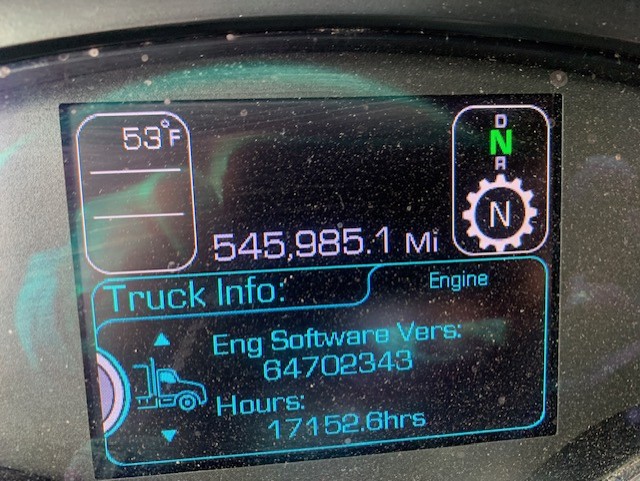 53°F
D
N
R
N
545,985.1 Mi
Truck Info:
Engine
Eng Software Vers:
64702343
Hours:
17152.6hrs